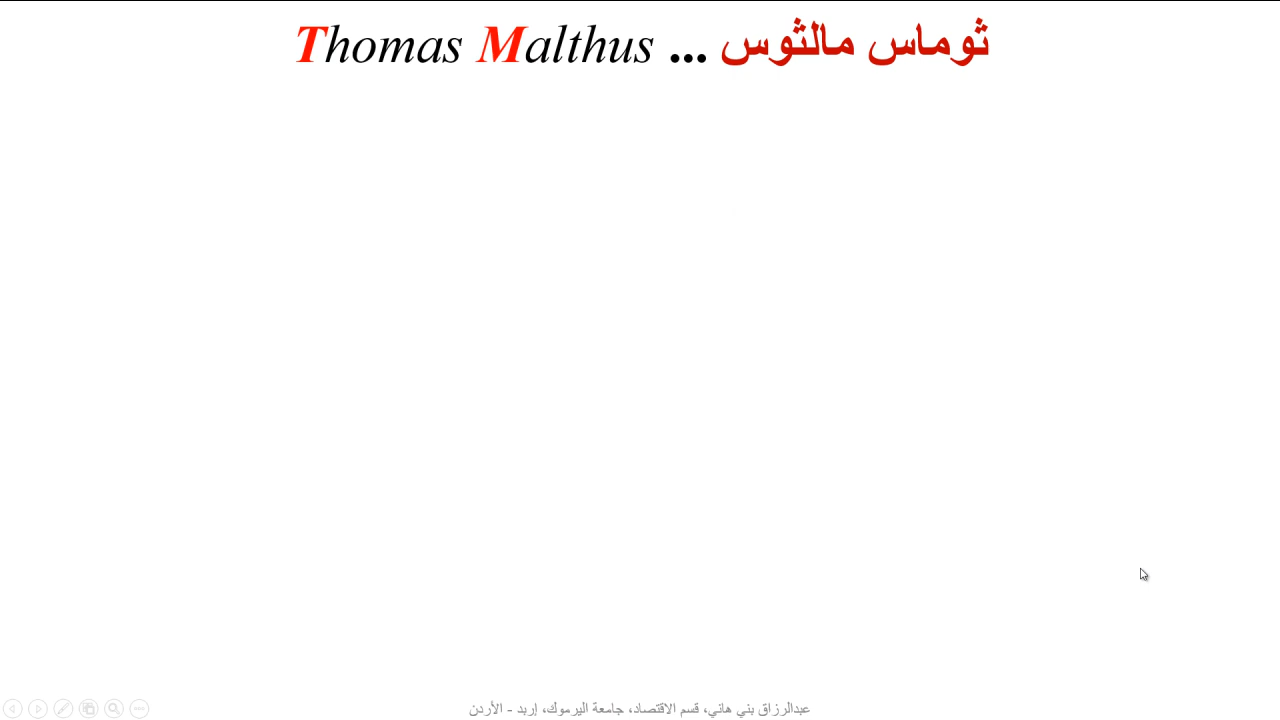 ثوماس مالثوس ... Thomas Malthus
عبدالرزاق بني هاني، قسم الاقتصاد، جامعة اليرموك، إربد - الأردن